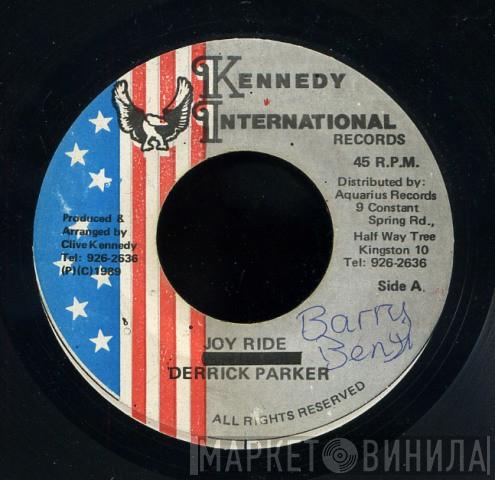 KENNEDY
INTERNATIONAL
RECORDS
45 R.P.M.
Distributed by:
Aquarius Records
9 Constant
Spring Rd.,
Half Way Tree
Kingston 10
Tel: 926-2636
Side A.
Produced &
Arranged by
Clive Kennedy
Tel: 926-2636
(P)(C)1989
Barry
JOY RIDE
DERRICK PARKER
ALL RIGHTS RESERVED
МАРКЕТ ВИНИЛА